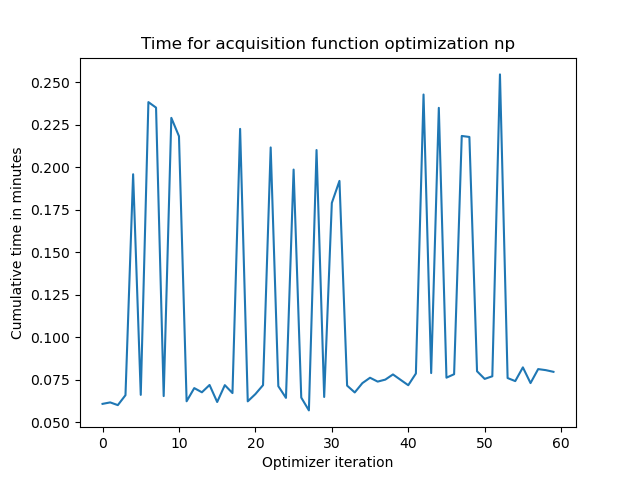 Time for acquisition function optimization np
0.250
0.225
0.200
0.175
0.150
0.125
0.100
0.075
0.050
Cumulative time in minutes
0 10 20 30 40 50 60
Optimizer iteration